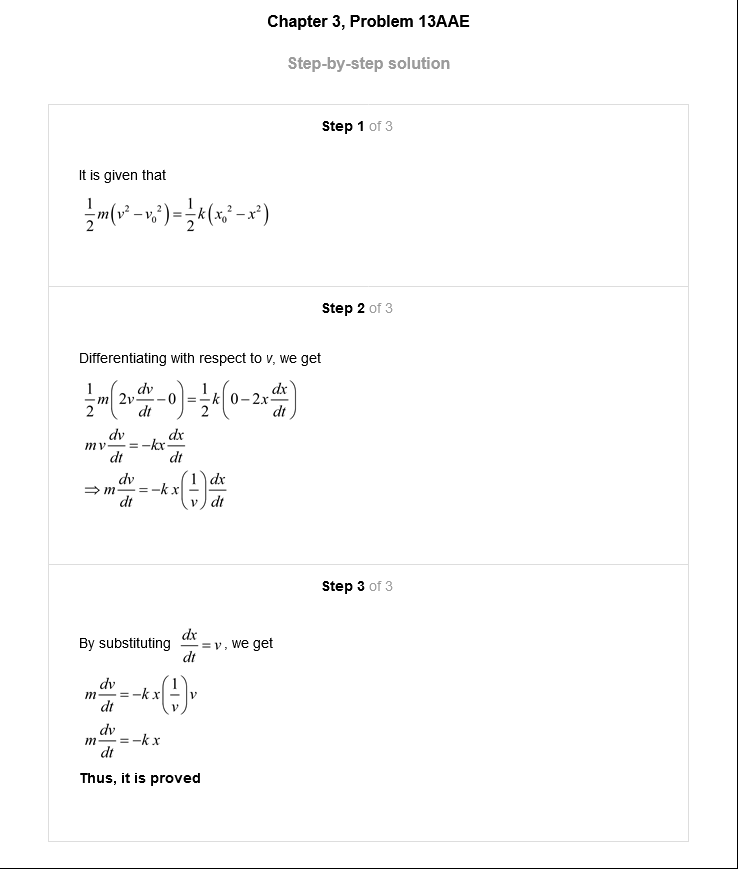 Chapter 3, Problem 13AAE
Step-by-step solution
Step 1 of 3
It is given that
\frac{1}{2}m(v^2 - v_0^2) = \frac{1}{2}k(x_0^2 - x^2)
Step 2 of 3
Differentiating with respect to v, we get
\frac{1}{2}m\left(2v\frac{dv}{dt} - 0\right) = \frac{1}{2}k\left(0 - 2x\frac{dx}{dt}\right)
mv\frac{dv}{dt} = -kx\frac{dx}{dt}
\Rightarrow m\frac{dv}{dt} = -kx\left(\frac{1}{v}\right)\frac{dx}{dt}
Step 3 of 3
By substituting \frac{dx}{dt} = v, we get
m\frac{dv}{dt} = -kx\left(\frac{1}{v}\right)v
m\frac{dv}{dt} = -kx
Thus, it is proved